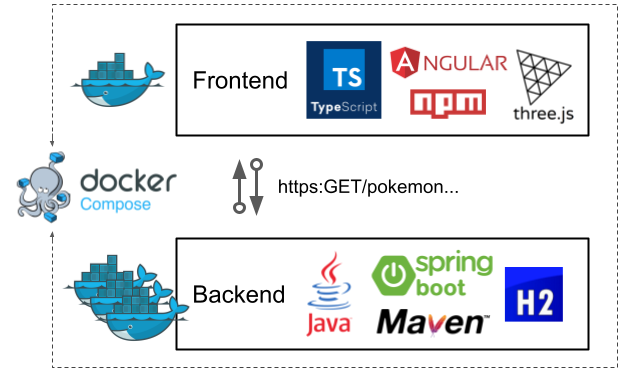 Frontend
TS
TypeScript
ANGULAR
npm
three.js
docker
Compose
https:GET/pokemon...
Backend
Java
spring
boot
Maven™
H2